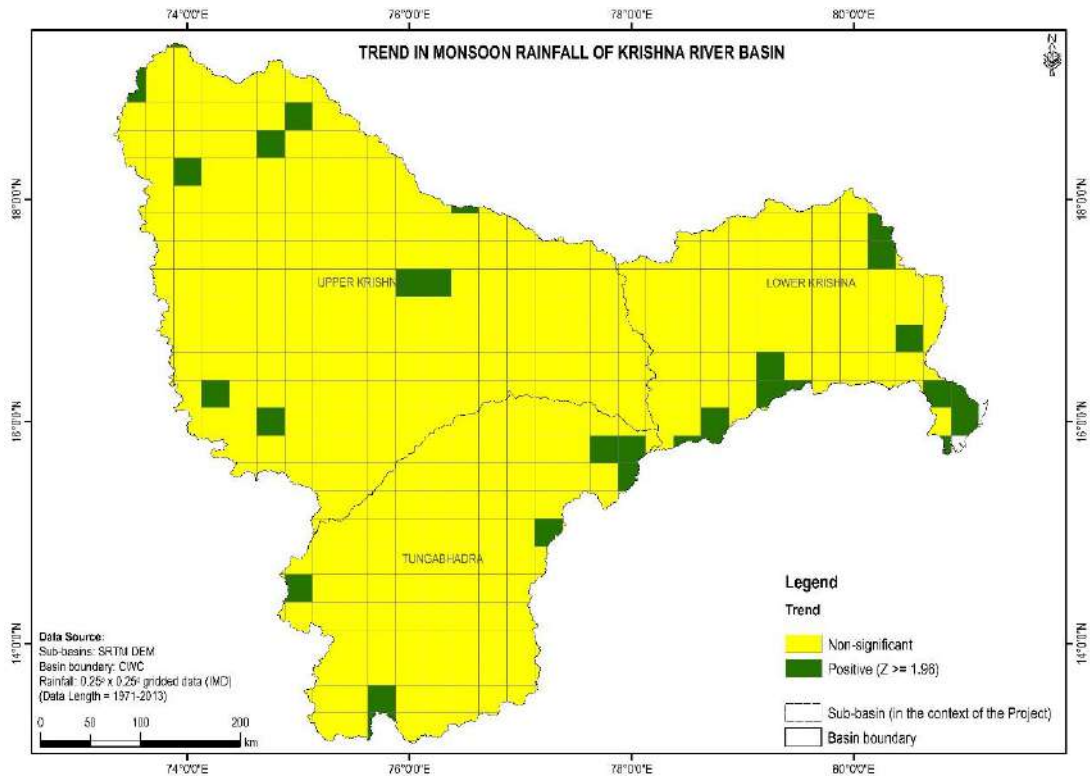 74°0'0"E 76°0'0"E 78°0'0"E 80°0'0"E
TREND IN MONSOON RAINFALL OF KRISHNA RIVER BASIN
N
18°0'0"N 18°0'0"N
UPPER KRISHN
LOWER KRISHNA
16°0'0"N 16°0'0"N
TUNGABHADRA
14°0'0"N 14°0'0"N
Legend
Trend
Non-significant
Positive (Z >= 1.96)
Sub-basin (in the context of the Project)
Basin boundary
Data Source:
Sub-basins: SRTM DEM
Basin boundary: CWC
Rainfall: 0.25° x 0.25° gridded data (IMD)
(Data Length = 1971-2013)
0 50 100 200
km
74°0'0"E 76°0'0"E 78°0'0"E 80°0'0"E